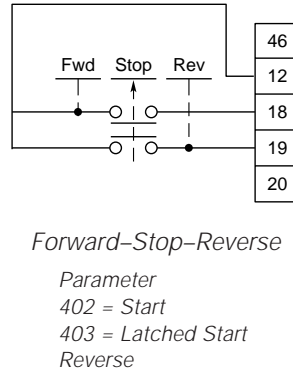 46
Fwd Stop Rev
12
18
19
20
Forward–Stop–Reverse
Parameter
402 = Start
403 = Latched Start
Reverse